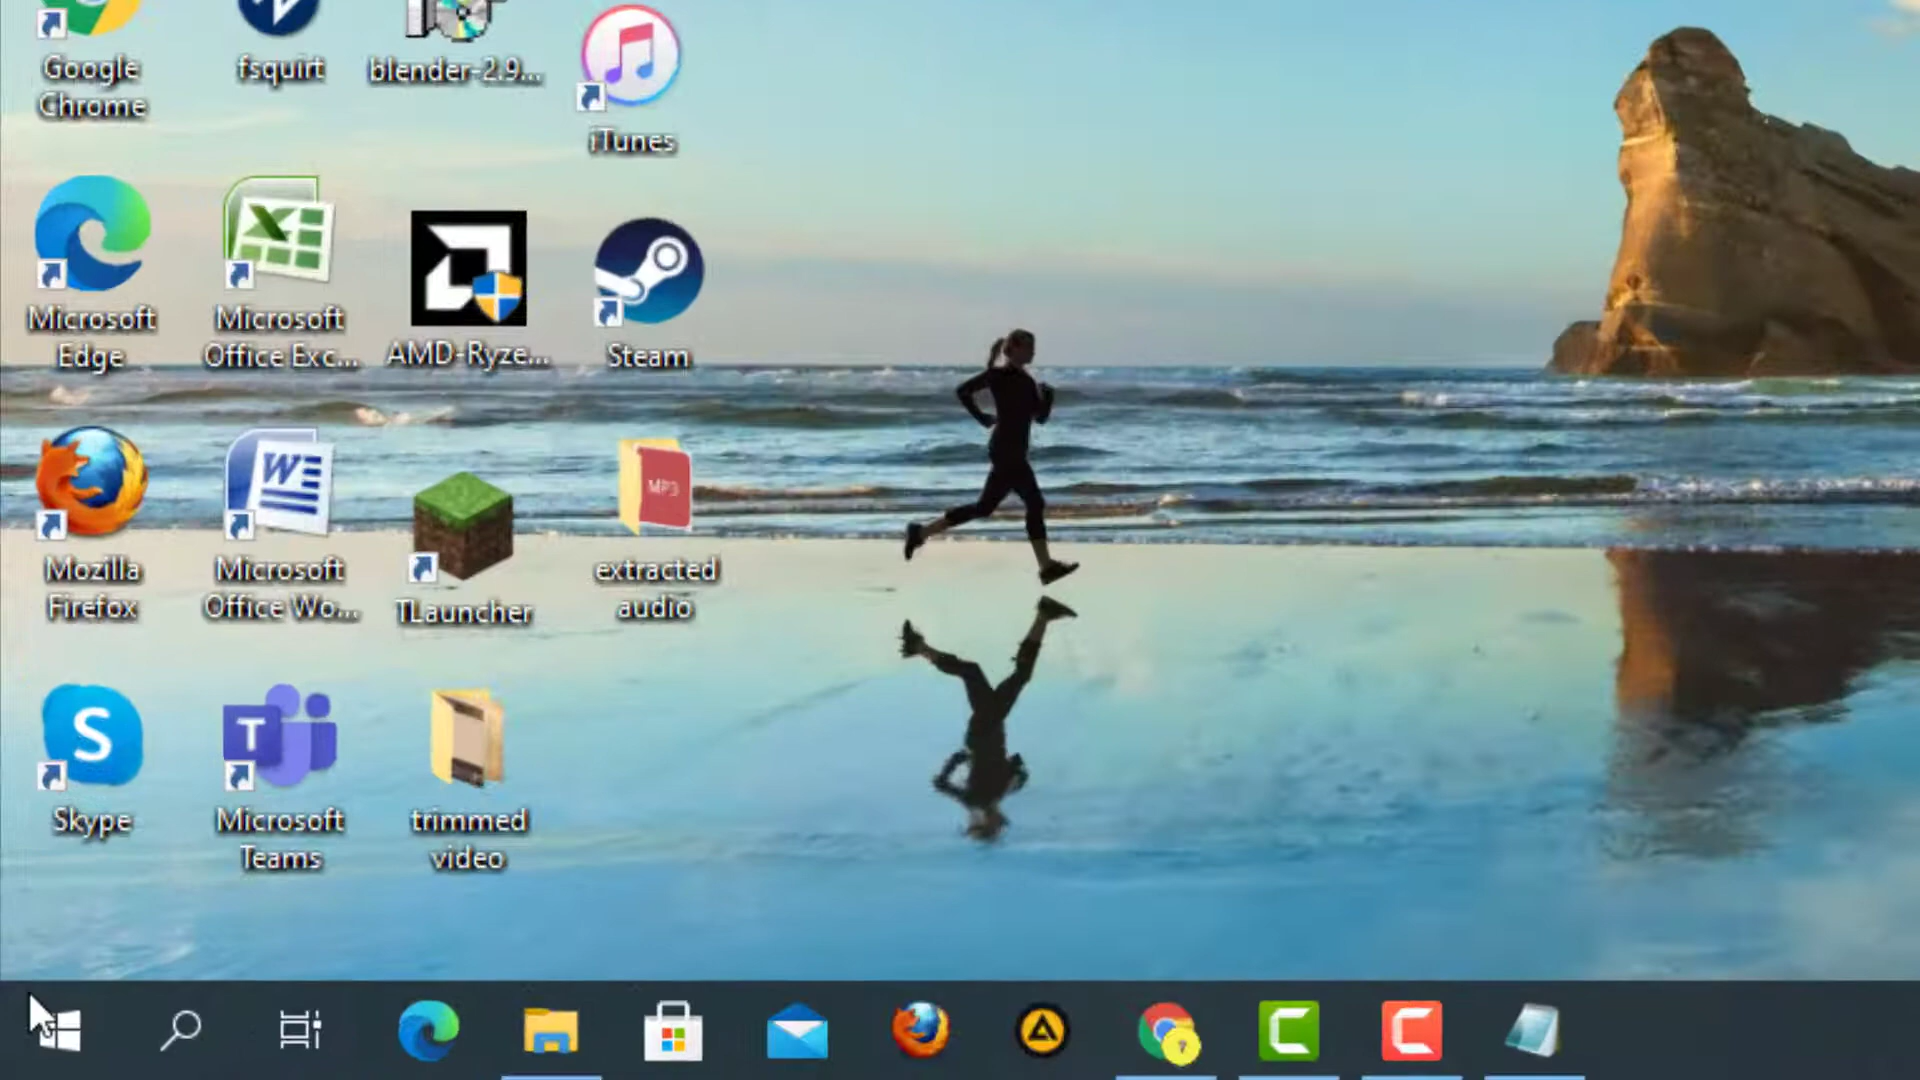 Google
Chrome
fsquirt
blender-2.9...
iTunes
Microsoft
Edge
Microsoft
Office Exc...
AMD-Ryze...
Steam
Mozilla
Firefox
Microsoft
Office Wo...
TLauncher
MP3
extracted
audio
Skype
Microsoft
Teams
trimmed
video